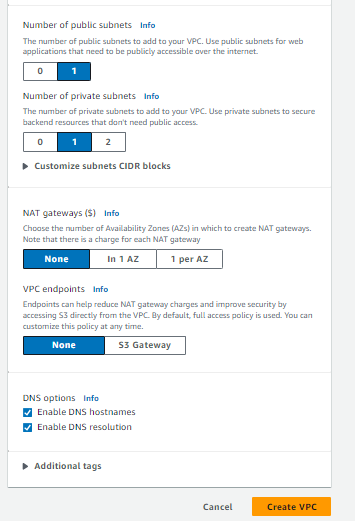 Number of public subnets Info
The number of public subnets to add to your VPC. Use public subnets for web
applications that need to be publicly accessible over the internet.
0 1
Number of private subnets Info
The number of private subnets to add to your VPC. Use private subnets to secure
backend resources that don't need public access.
0 1 2
Customize subnets CIDR blocks
NAT gateways ($) Info
Choose the number of Availability Zones (AZs) in which to create NAT gateways.
Note that there is a charge for each NAT gateway
None In 1 AZ 1 per AZ
VPC endpoints Info
Endpoints can help reduce NAT gateway charges and improve security by
accessing S3 directly from the VPC. By default, full access policy is used. You can
customize this policy at any time.
None S3 Gateway
DNS options Info
Enable DNS hostnames
Enable DNS resolution
Additional tags
Cancel Create VPC